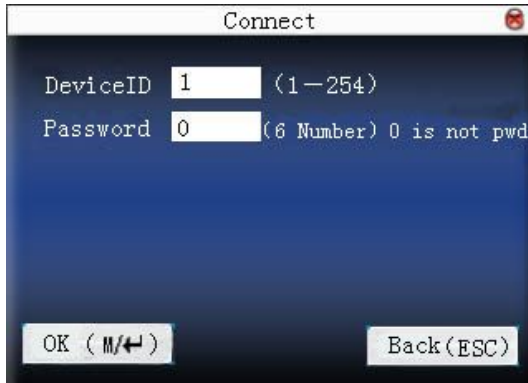 Connect
DeviceID 1 (1-254)
Password 0 (6 Number) 0 is not pwd
OK (M/↵) Back(ESC)